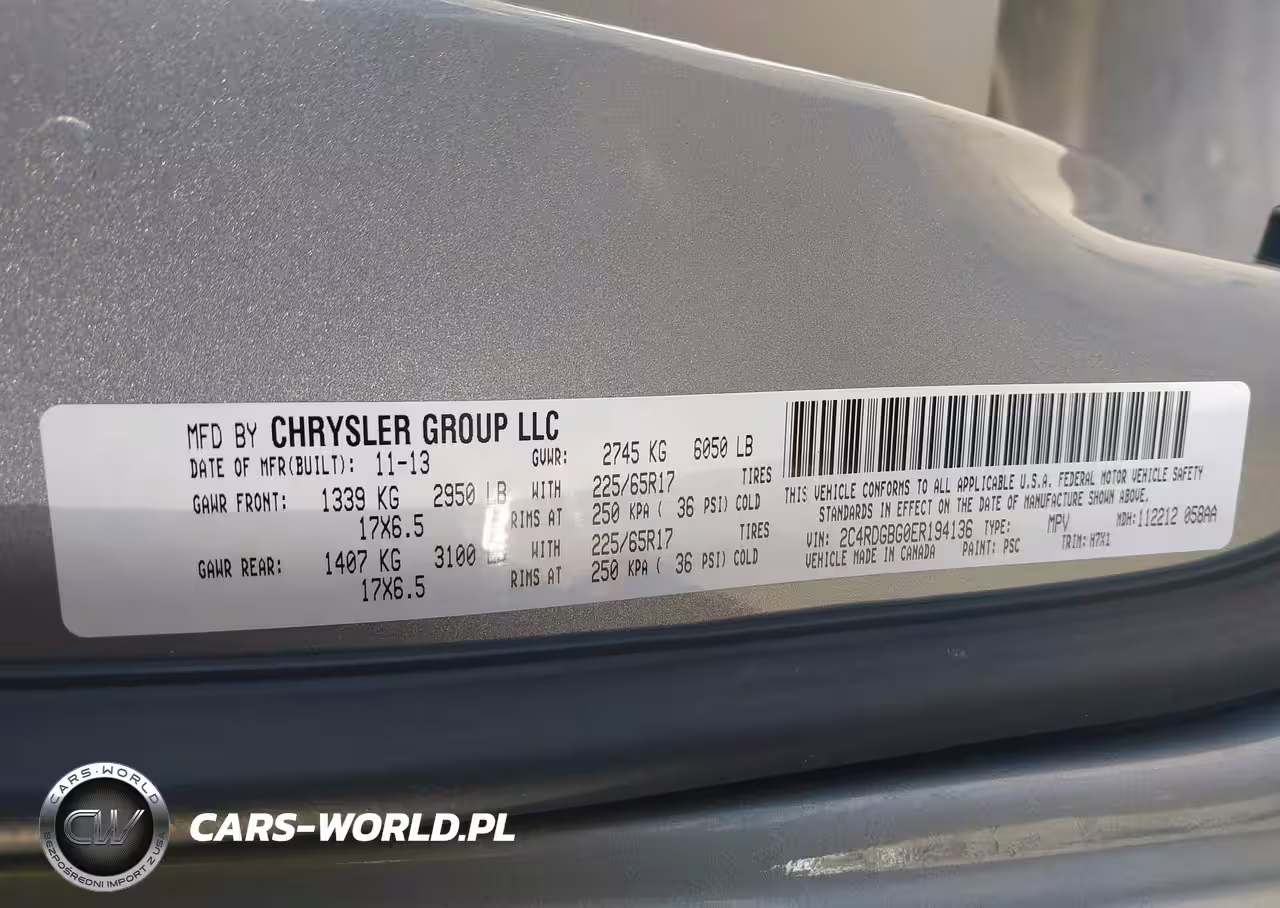 MFD BY CHRYSLER GROUP LLC
DATE OF MFR(BUILT): 11-13 GVWR: 2745 KG 6050 LB
GAWR FRONT: 1339 KG 2950 LB WITH 225/65R17 TIRES
17X6.5 RIMS AT 250 KPA ( 36 PSI) COLD
GAWR REAR: 1407 KG 3100 LB WITH 225/65R17 TIRES
17X6.5 RIMS AT 250 KPA ( 36 PSI) COLD
THIS VEHICLE CONFORMS TO ALL APPLICABLE U.S.A. FEDERAL MOTOR VEHICLE SAFETY
STANDARDS IN EFFECT ON THE DATE OF MANUFACTURE SHOWN ABOVE.
VIN: 2C4RDGBG0ER194136 TYPE: MPV MDH:112212 058AA
VEHICLE MADE IN CANADA PAINT: PSC TRIM: H7X1
CARS-WORLD
CW
BEZPOŚREDNI IMPORT Z USA
CARS-WORLD.PL